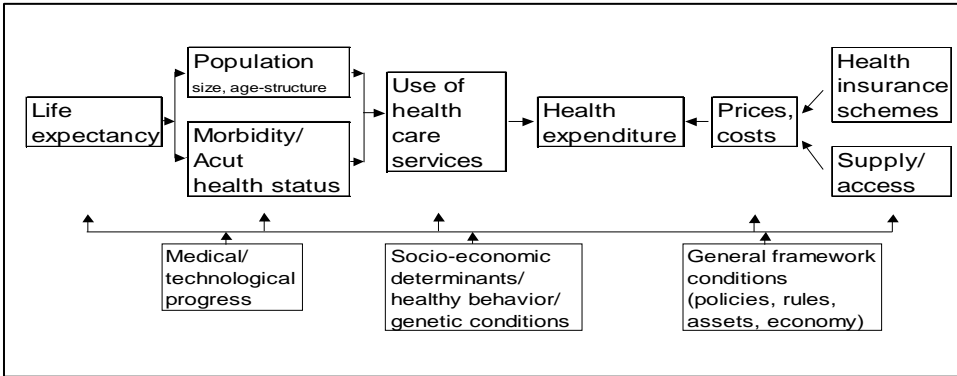 Life
expectancy
Population
size, age-structure
Morbidity/
Acut
health status
Use of
health
care
services
Health
expenditure
Prices,
costs
Health
insurance
schemes
Supply/
access
Medical/
technological
progress
Socio-economic
determinants/
healthy behavior/
genetic conditions
General framework
conditions
(policies, rules,
assets, economy)